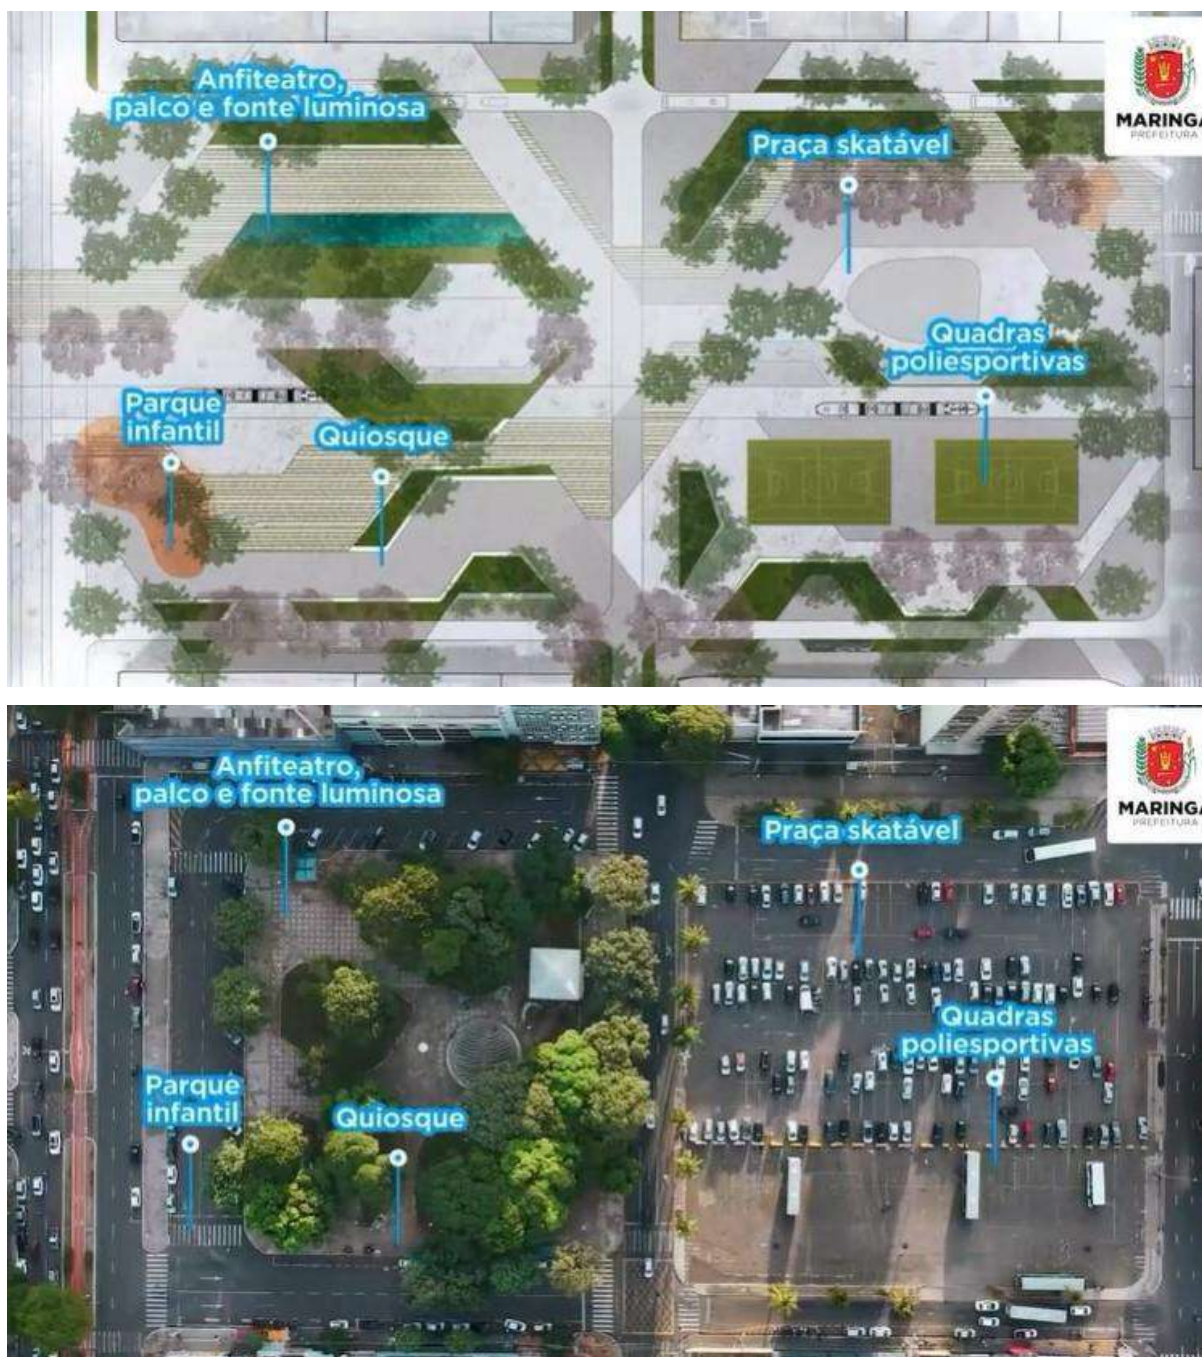 Anfiteatro,
palco e fonte luminosa
Praça skatável
MARINGÁ
PREFEITURA
Quadras
poliesportivas
Parque
infantil
Quiosque
Anfiteatro,
palco e fonte luminosa
Praça skatável
MARINGÁ
PREFEITURA
Quadras
poliesportivas
Parque
infantil
Quiosque